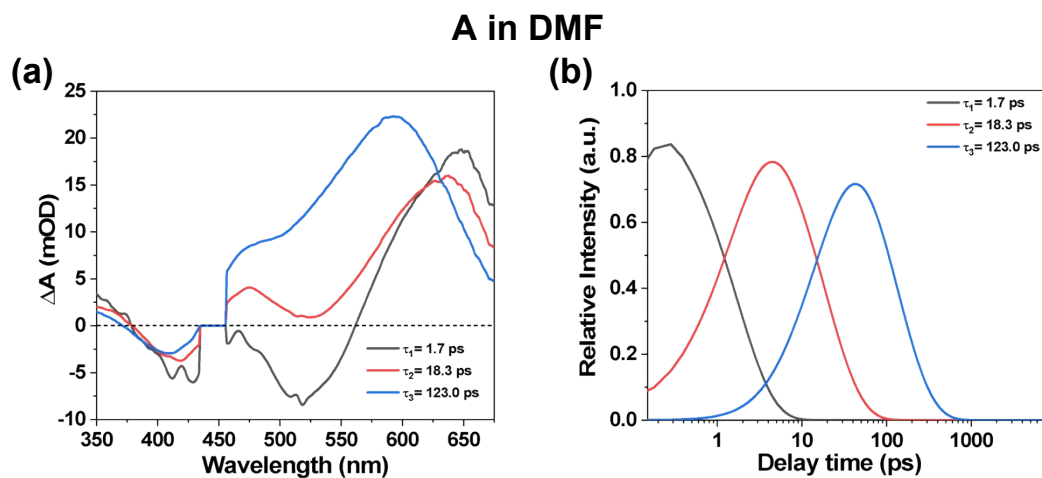 A in DMF
(a)
(b)
25
20
15
10
5
0
-5
-10
ΔA (mOD)
350 400 450 500 550 600 650
Wavelength (nm)
τ1= 1.7 ps
τ2= 18.3 ps
τ3= 123.0 ps
1.0
0.8
0.6
0.4
0.2
0.0
Relative Intensity (a.u.)
1 10 100 1000
Delay time (ps)
τ1= 1.7 ps
τ2= 18.3 ps
τ3= 123.0 ps